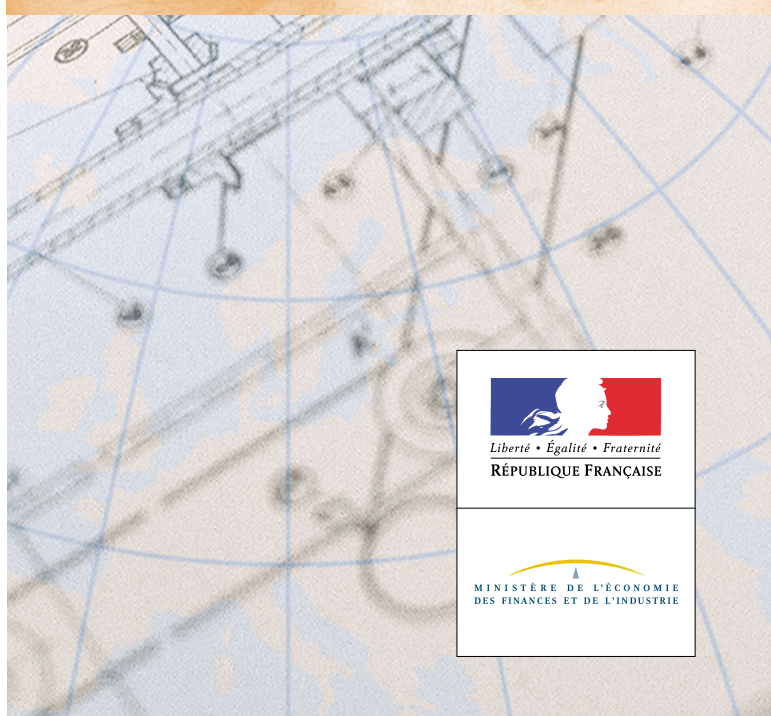 Liberté • Égalité • Fraternité
RÉPUBLIQUE FRANÇAISE
MINISTÈRE DE L'ÉCONOMIE
DES FINANCES ET DE L'INDUSTRIE